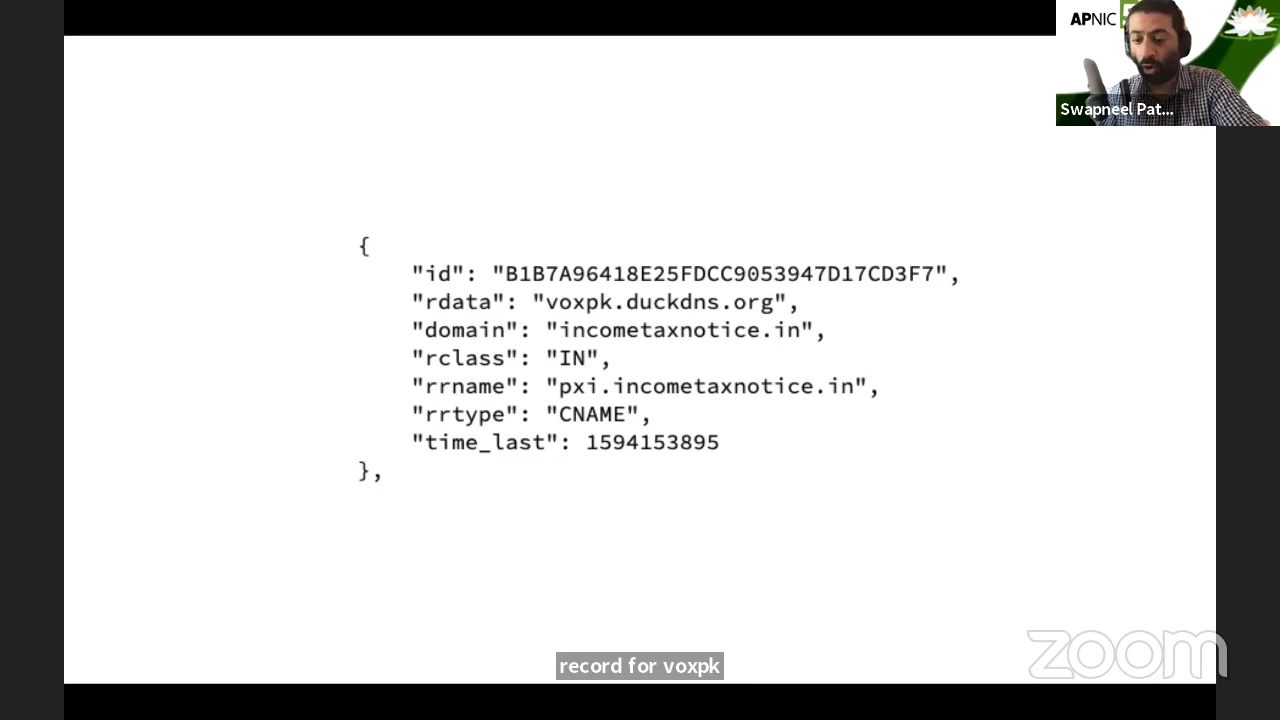 APNIC
Swapneel Pat...
{
"id": "B1B7A96418E25FDCC9053947D17CD3F7",
"rdata": "voxpk.duckdns.org",
"domain": "incometaxnotice.in",
"rclass": "IN",
"rrname": "pxi.incometaxnotice.in",
"rrtype": "CNAME",
"time_last": 1594153895
},
record for voxpk
zoom